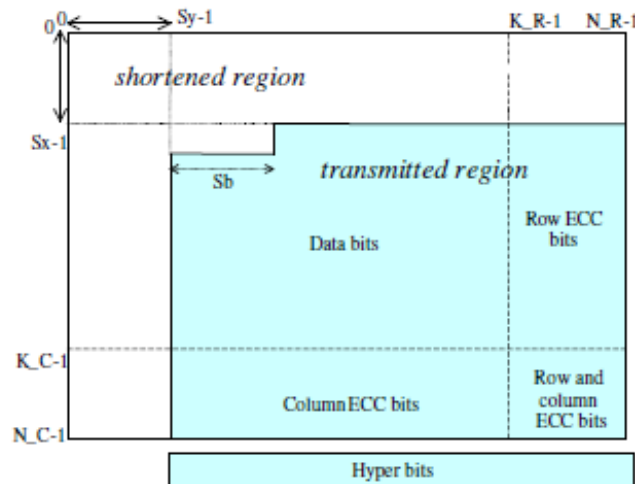 0 0 Sy-1 K_R-1 N_R-1
shortened region
Sx-1
Sb
transmitted region
Data bits
Row ECC
bits
K_C-1
Column ECC bits
Row and
column
ECC bits
N_C-1
Hyper bits